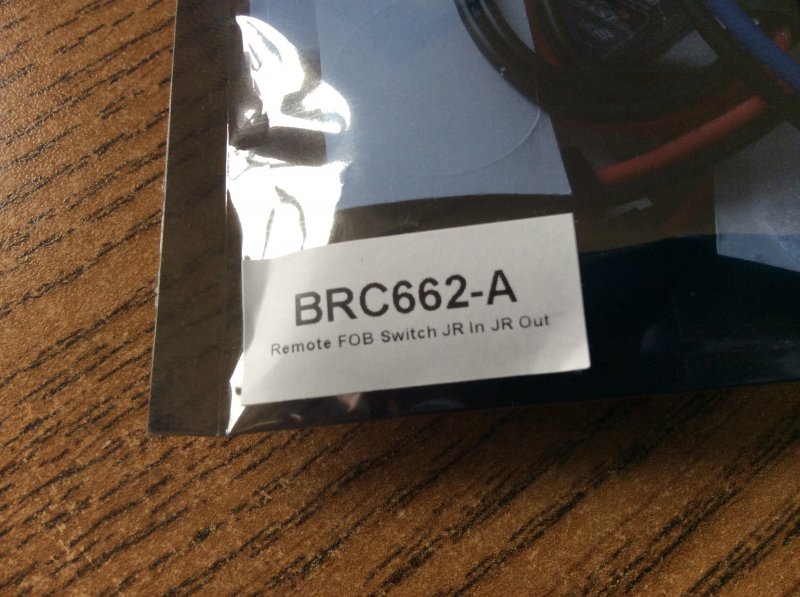 BRC662-A
Remote FOB Switch JR In JR Out